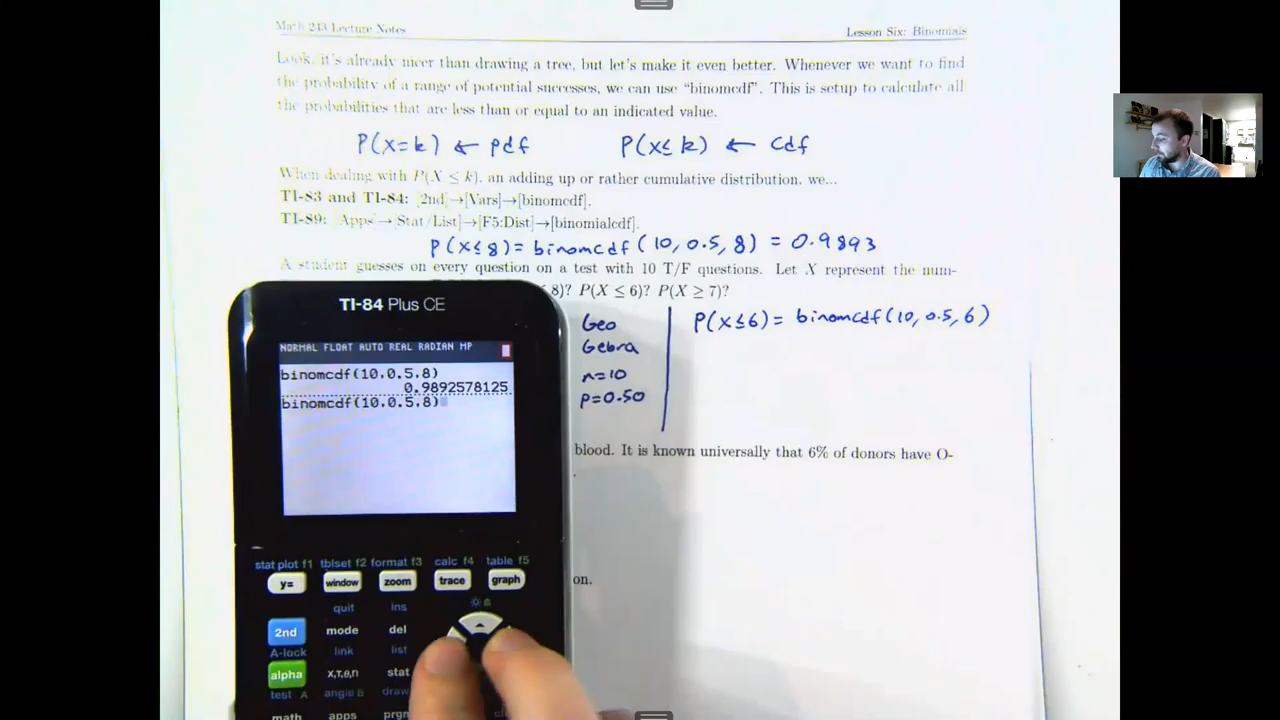 Math 243 Lecture Notes
Lesson Six: Binomials
Look, it's already nicer than drawing a tree, but let's make it even better. Whenever we want to find
the probability of a range of potential successes, we can use "binomcdf". This is setup to calculate all
the probabilities that are less than or equal to an indicated value.
P(X=k) ← pdf
P(X≤k) ← cdf
When dealing with P(X ≤ k), an adding up or rather cumulative distribution, we...
TI-83 and TI-84: [2nd]→[Vars]→[binomcdf].
TI-89: [Apps → Stat/List]→[F5:Dist]→[binomialcdf].
P(X≤8) = binomcdf(10, 0.5, 8) = 0.9893
A student guesses on every question on a test with 10 T/F questions. Let X represent the num-
8)? P(X ≤ 6)? P(X ≥ 7)?
Geo
Gebra
n=10
p=0.50
P(X≤6) = binomcdf(10, 0.5, 6)
blood. It is known universally that 6% of donors have O-
on.
TI-84 Plus CE
NORMAL FLOAT AUTO REAL RADIAN MP
binomcdf(10,0.5,8)
0.9892578125
binomcdf(10,0.5,8)
stat plot f1 tblset f2 format f3 calc f4 table f5
y= window zoom trace graph
quit ins
2nd mode del
A-lock link list
alpha X,T,θ,n stat
test A angle B draw
math apps prgm